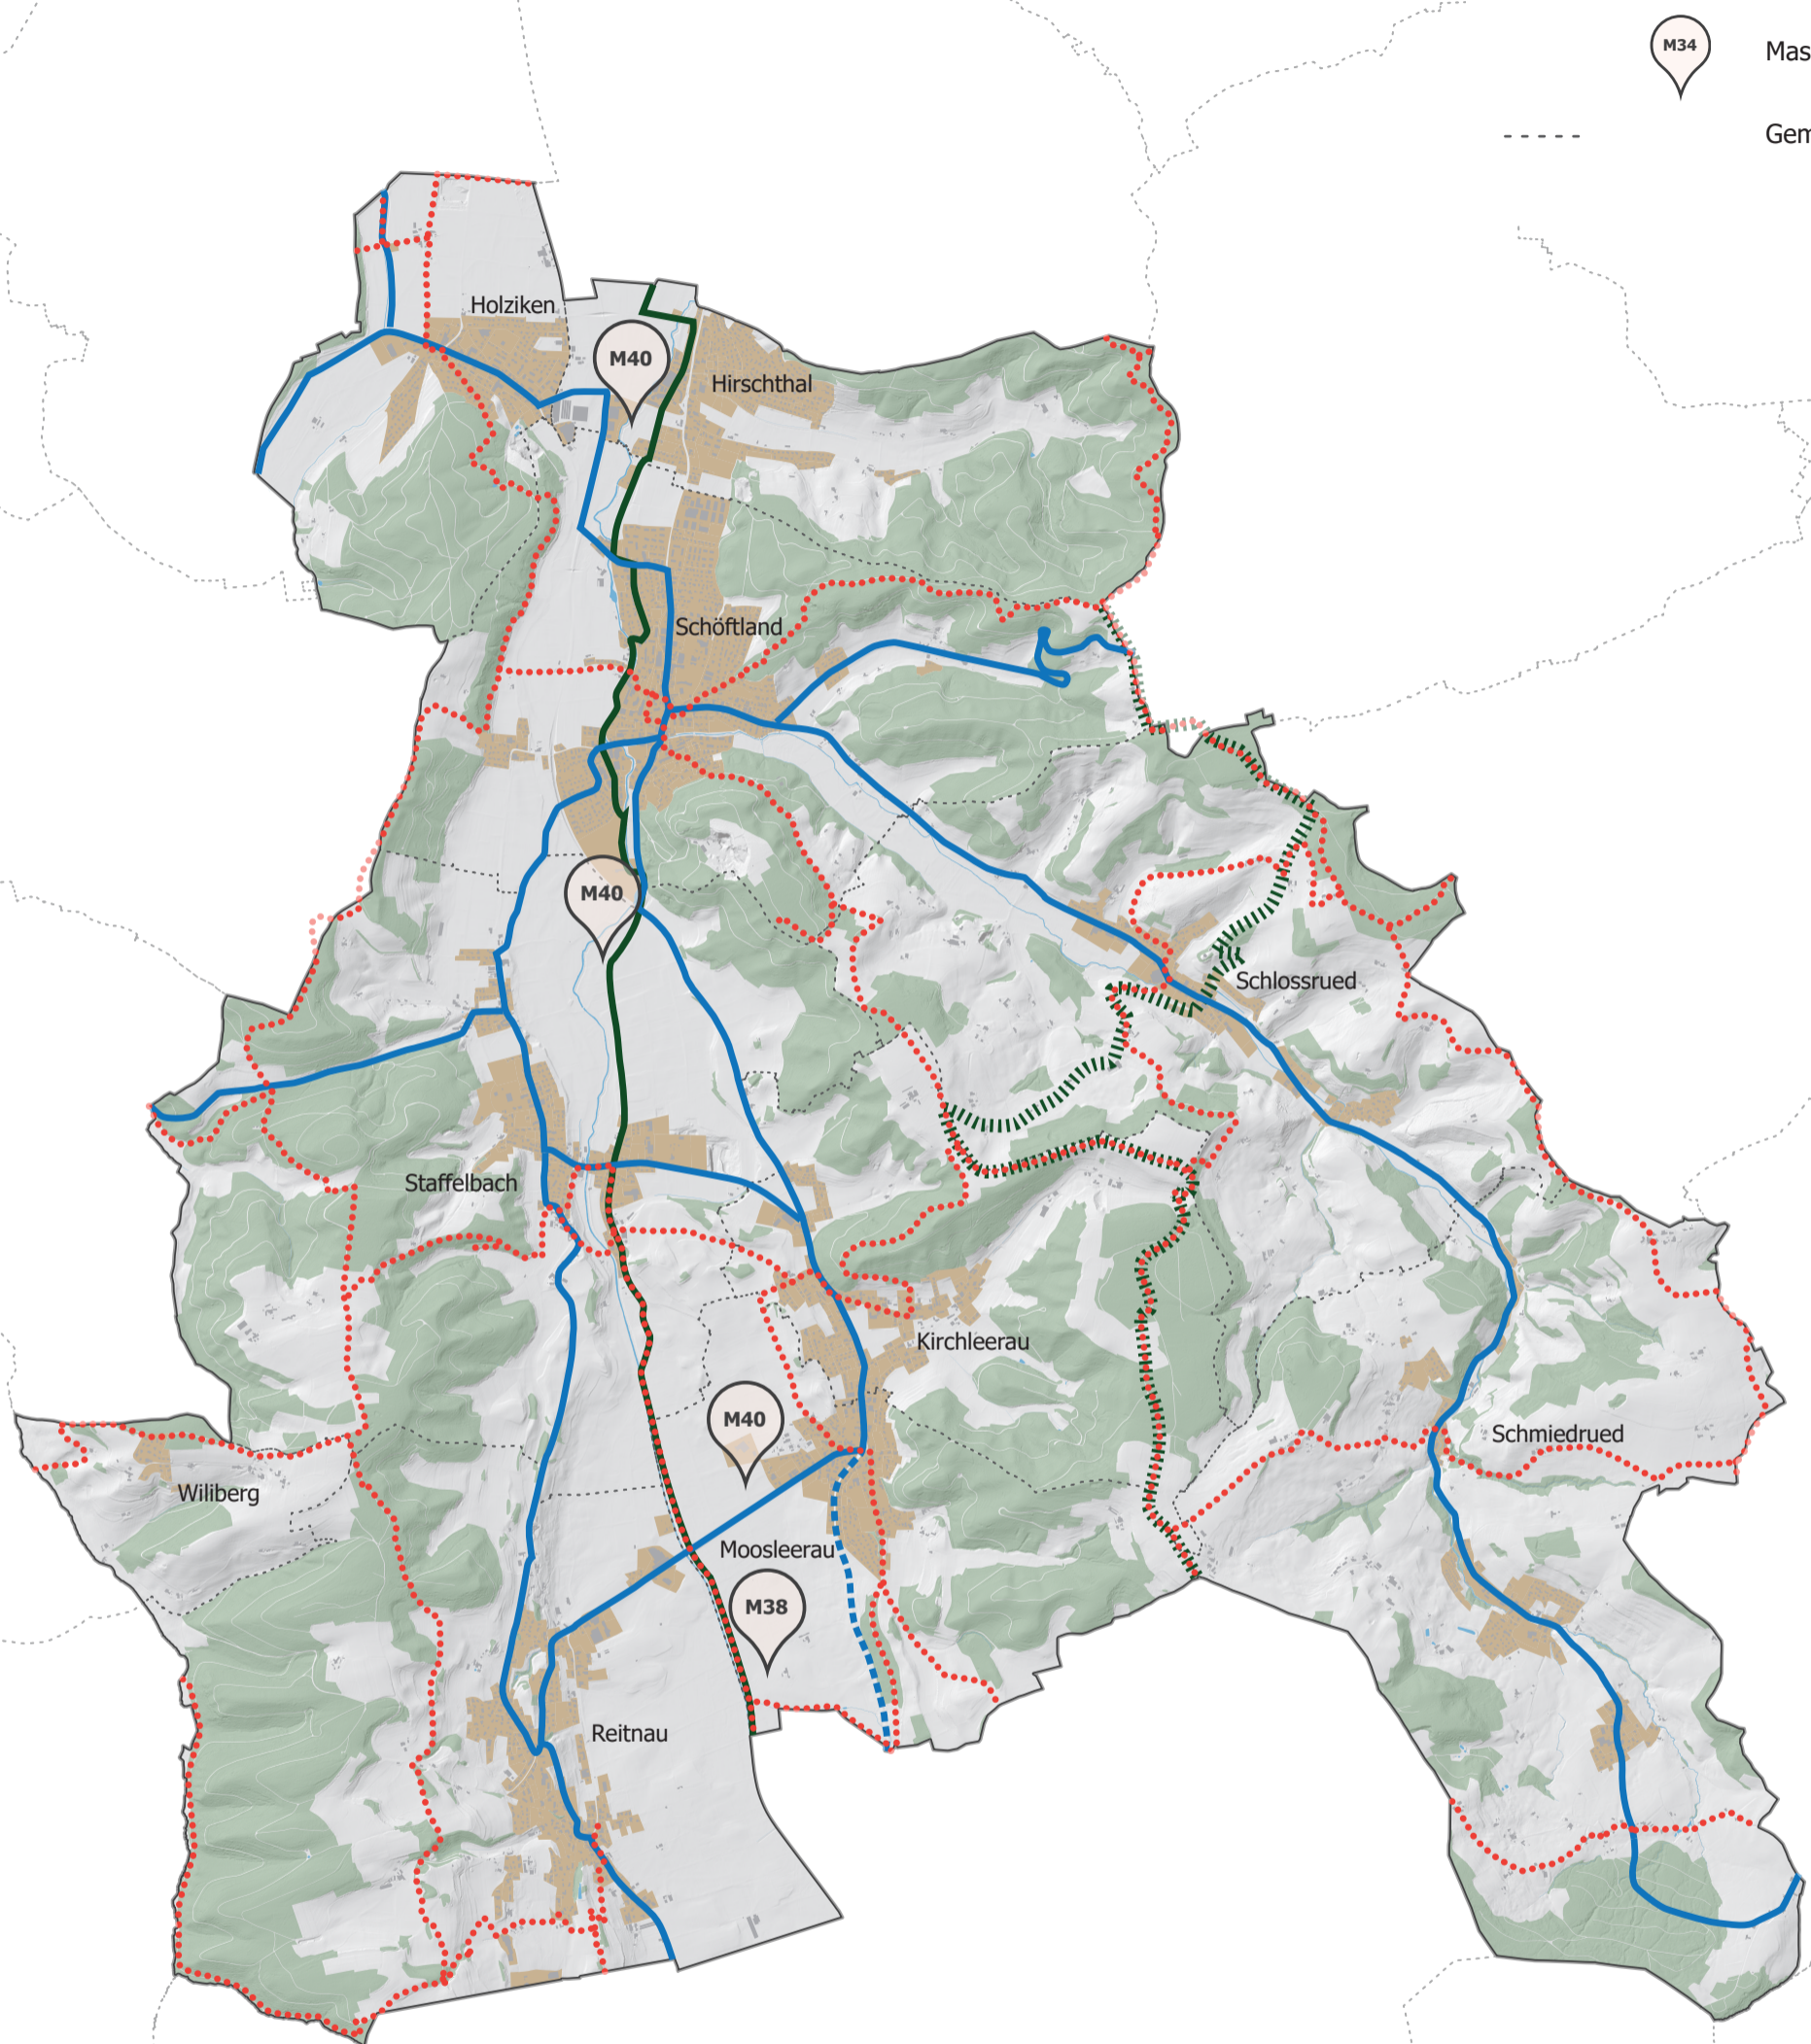 M34
Mas
Gem
Holziken
M40
Hirschthal
Schöftland
M40
Schlossrued
Staffelbach
Kirchleerau
M40
Schmiedrued
Wiliberg
Moosleerau
M38
Reitnau